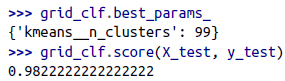 >>> grid_clf.best_params_
{'kmeans__n_clusters': 99}
>>> grid_clf.score(X_test, y_test)
0.9822222222222222